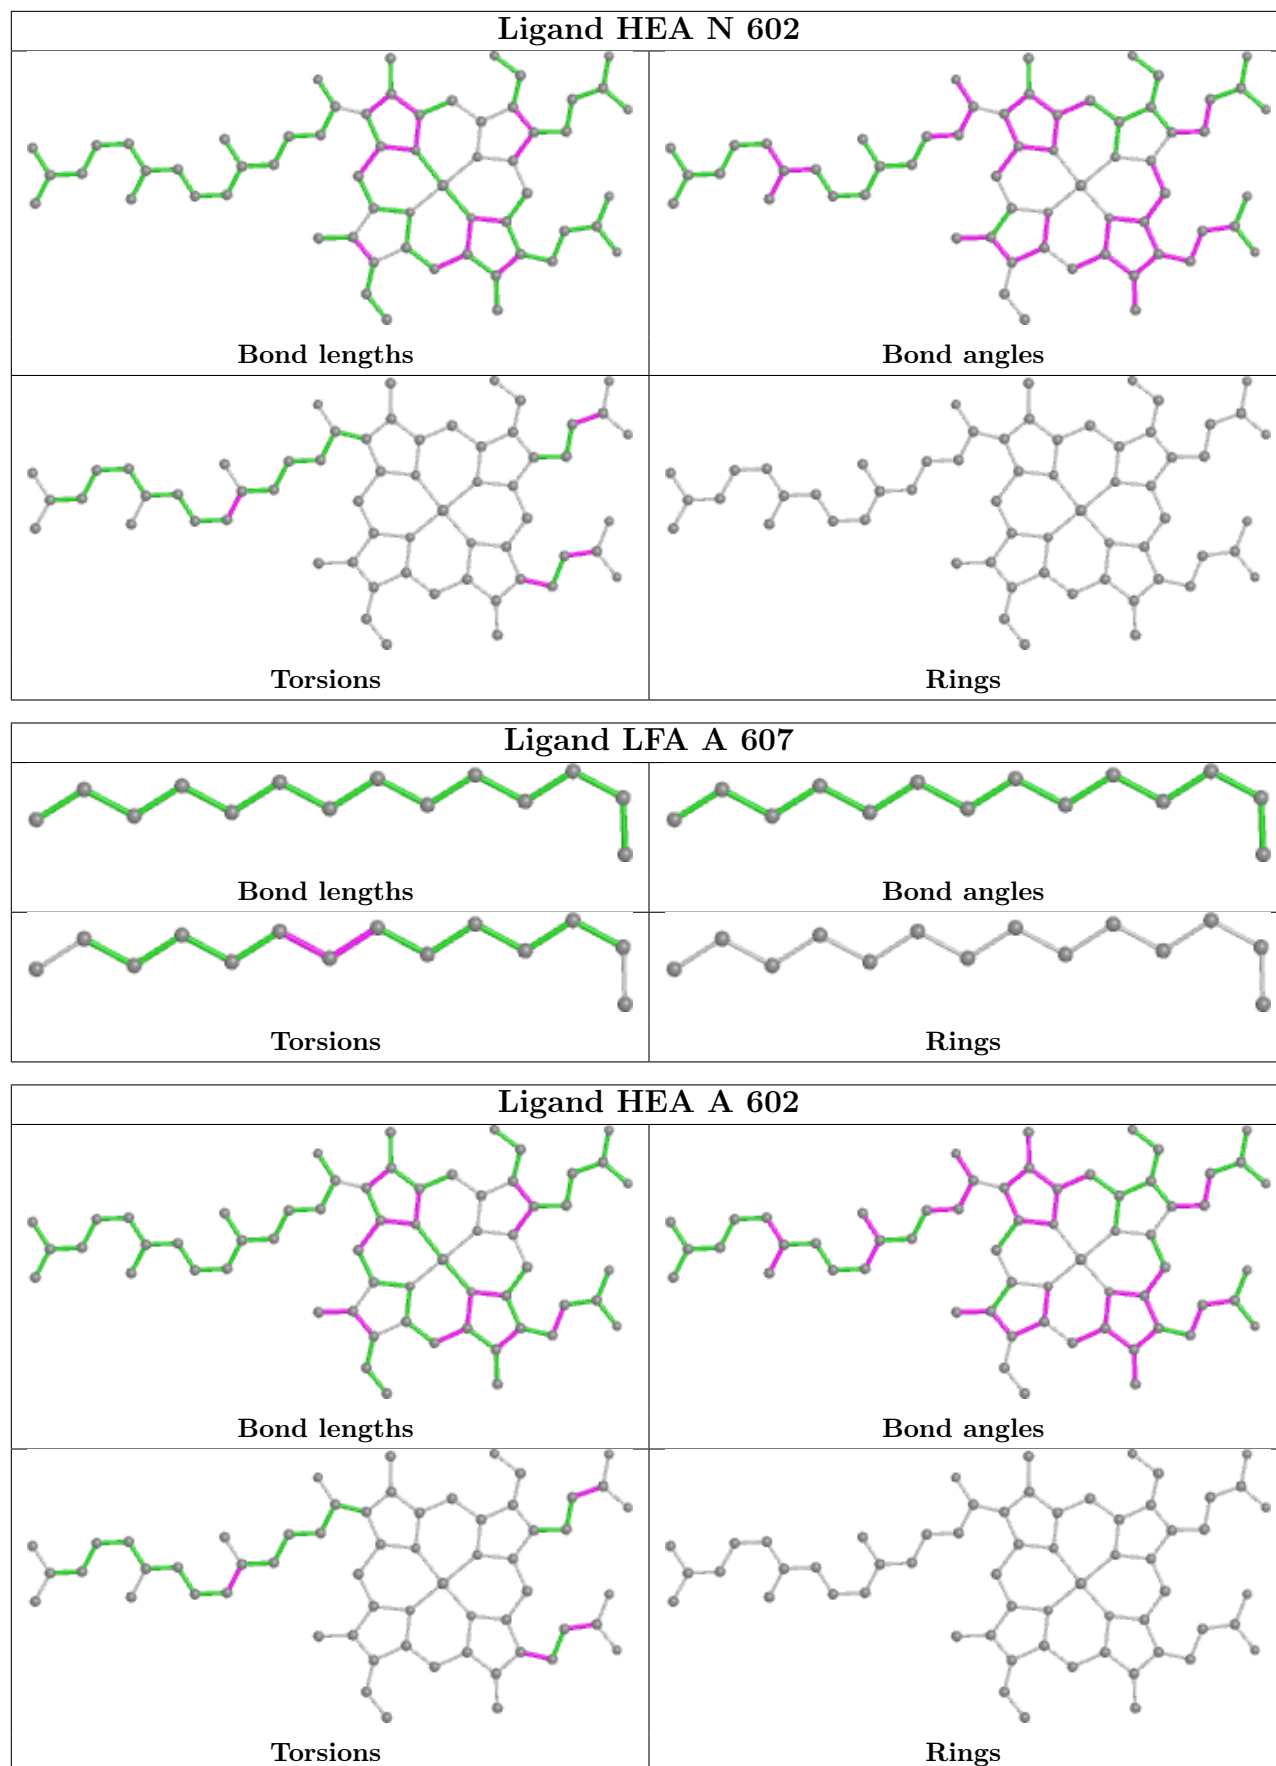 Ligand HEA N 602
Bond lengths
Bond angles
Torsions
Rings
Ligand LFA A 607
Bond lengths
Bond angles
Torsions
Rings
Ligand HEA A 602
Bond lengths
Bond angles
Torsions
Rings